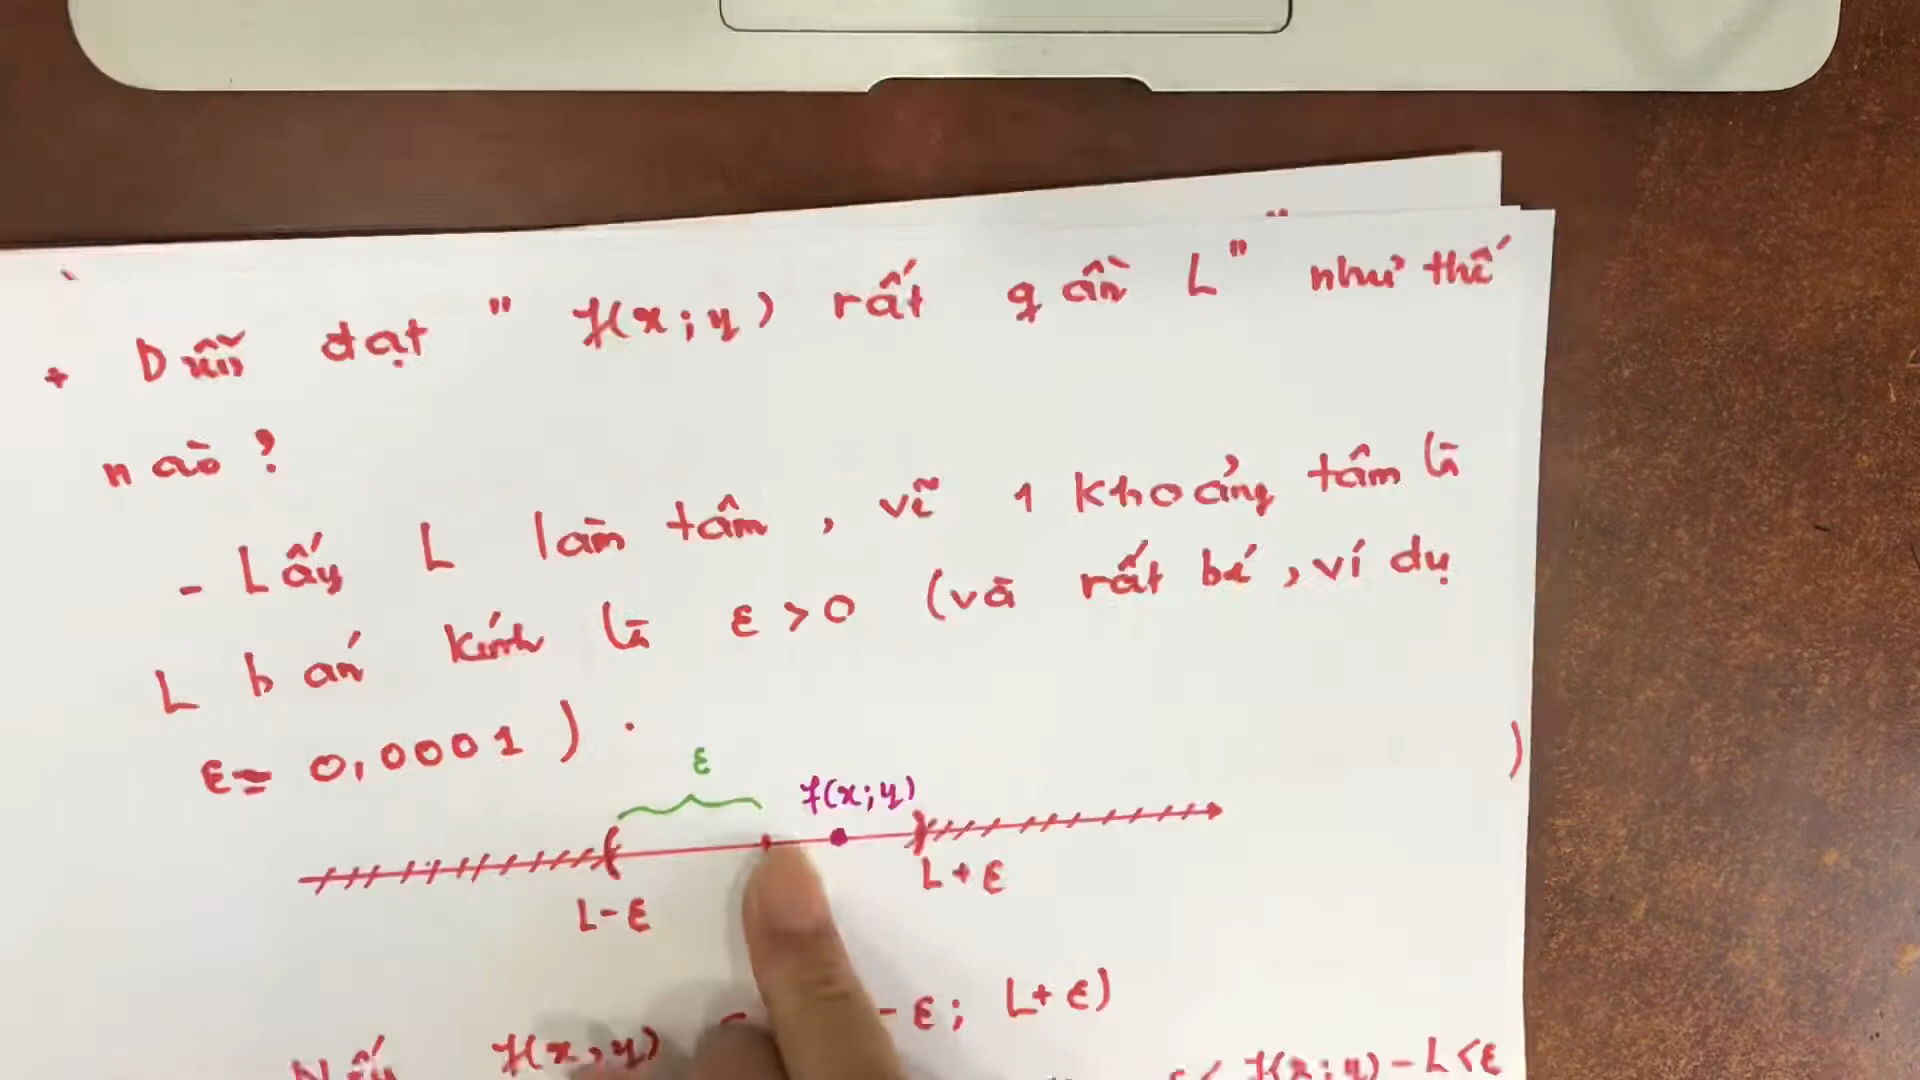 + Diễn đạt " f(x;y) rất gần L" như thế
nào?
- Lấy L làm tâm, vẽ 1 khoảng tâm là
L bán kính là ε > 0 (và rất bé, ví dụ
ε = 0,0001).
)
ε
f(x;y)
L-ε
L+ε
Nếu f(x,y) -ε; L+ε)
< f(x;y) - L < ε